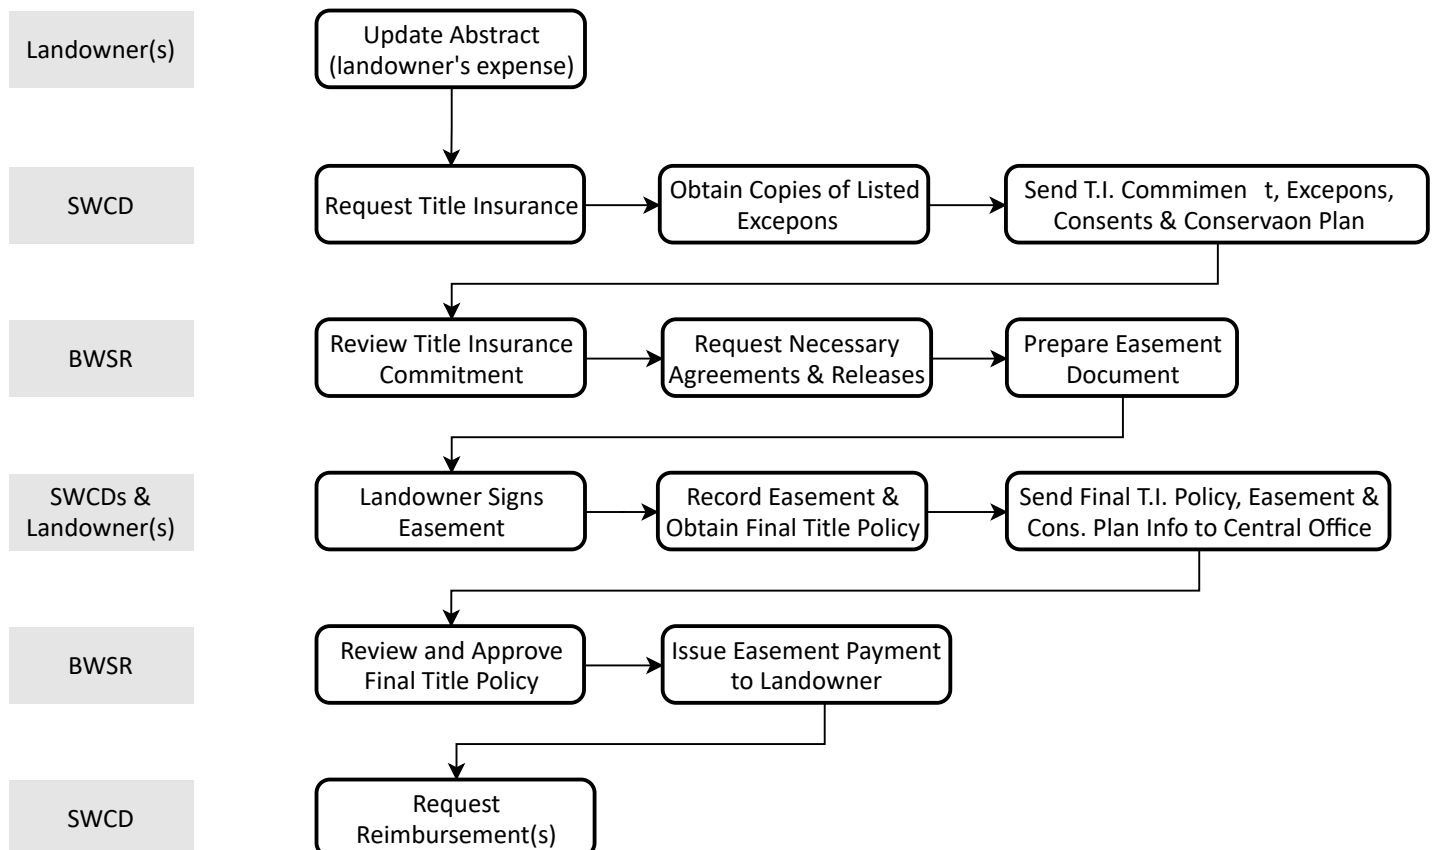 Landowner(s)
Update Abstract
(landowner's expense)
SWCD
Request Title Insurance
Obtain Copies of Listed
Excepons
Send T.I. Commimen t, Excepons,
Consents & Conservaon Plan
BWSR
Review Title Insurance
Commitment
Request Necessary
Agreements & Releases
Prepare Easement
Document
SWCDs &
Landowner(s)
Landowner Signs
Easement
Record Easement &
Obtain Final Title Policy
Send Final T.I. Policy, Easement &
Cons. Plan Info to Central Office
BWSR
Review and Approve
Final Title Policy
Issue Easement Payment
to Landowner
SWCD
Request
Reimbursement(s)